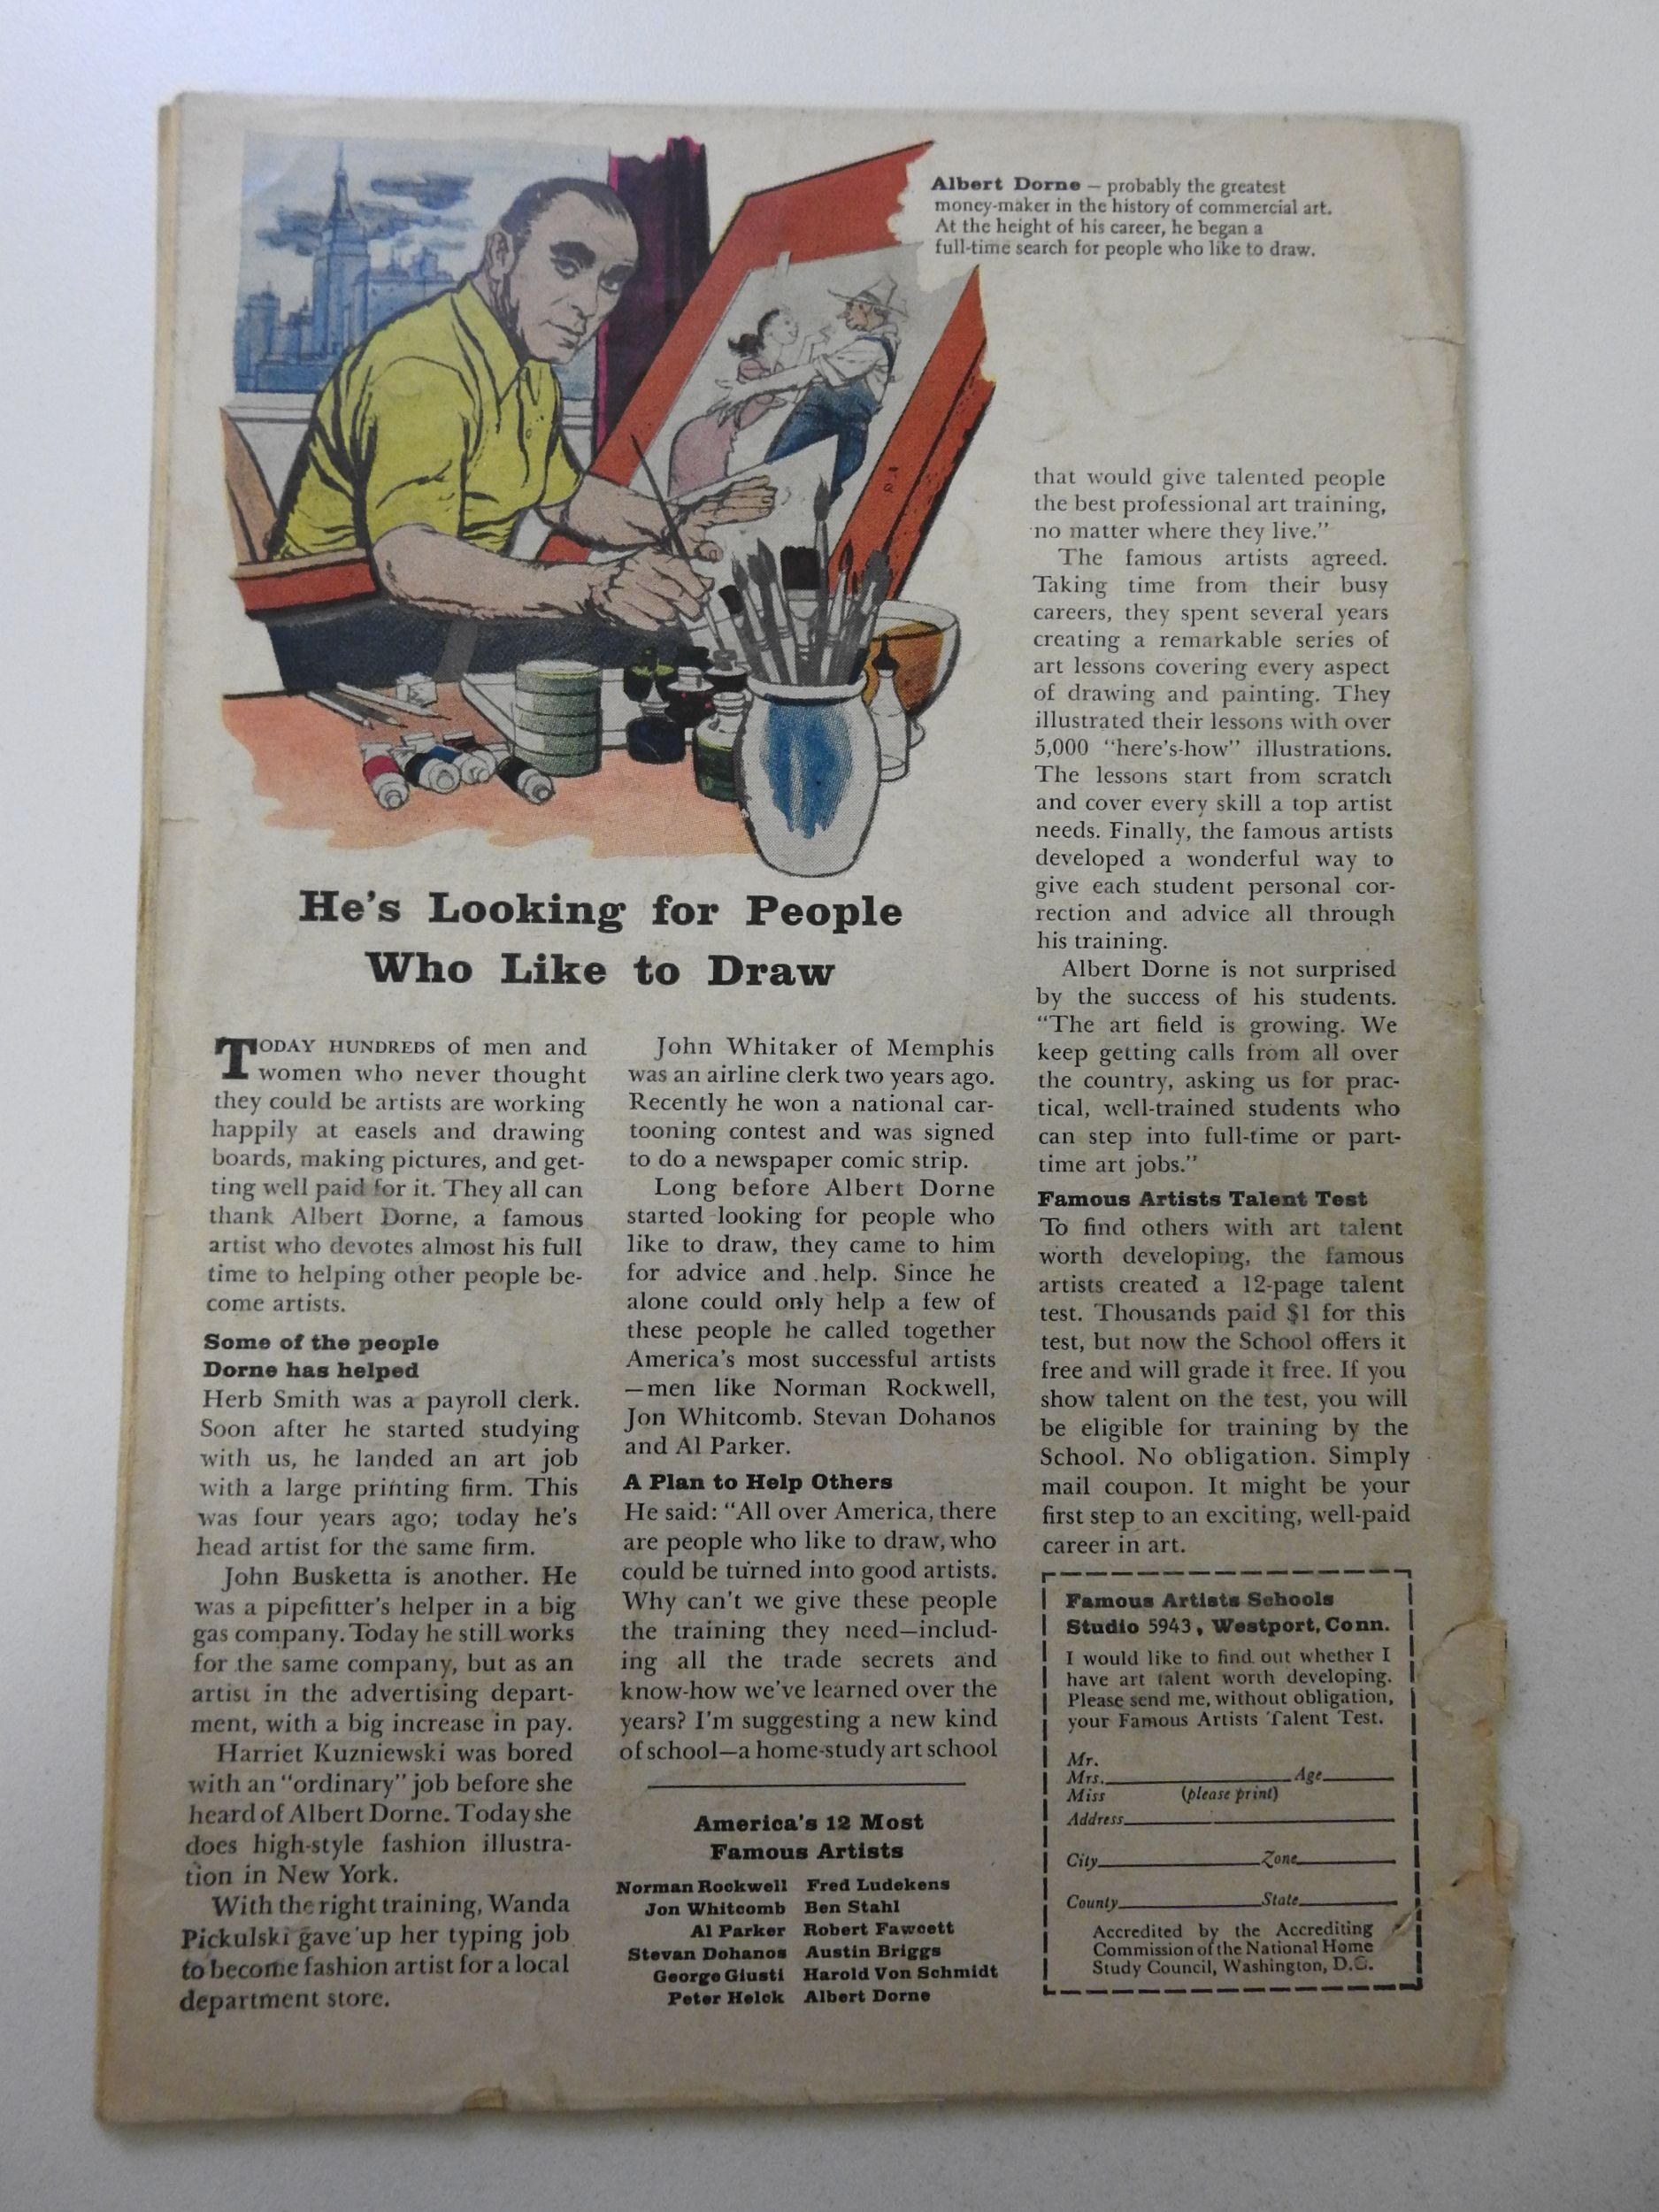 Albert Dorne – probably the greatest
money-maker in the history of commercial art.
At the height of his career, he began a
full-time search for people who like to draw.
He's Looking for People
Who Like to Draw
TODAY HUNDREDS of men and
women who never thought
they could be artists are working
happily at easels and drawing
boards, making pictures, and get-
ting well paid for it. They all can
thank Albert Dorne, a famous
artist who devotes almost his full
time to helping other people be-
come artists.
Some of the people
Dorne has helped
Herb Smith was a payroll clerk.
Soon after he started studying
with us, he landed an art job
with a large printing firm. This
was four years ago; today he's
head artist for the same firm.
John Busketta is another. He
was a pipefitter's helper in a big
gas company. Today he still works
for the same company, but as an
artist in the advertising depart-
ment, with a big increase in pay.
Harriet Kuzniewski was bored
with an "ordinary" job before she
heard of Albert Dorne. Today she
does high-style fashion illustra-
tion in New York.
With the right training, Wanda
Pickulski gave up her typing job
to become fashion artist for a local
department store.
John Whitaker of Memphis
was an airline clerk two years ago.
Recently he won a national car-
tooning contest and was signed
to do a newspaper comic strip.
Long before Albert Dorne
started looking for people who
like to draw, they came to him
for advice and help. Since he
alone could only help a few of
these people he called together
America's most successful artists
—men like Norman Rockwell,
Jon Whitcomb. Stevan Dohanos
and Al Parker.
A Plan to Help Others
He said: "All over America, there
are people who like to draw, who
could be turned into good artists.
Why can't we give these people
the training they need—includ-
ing all the trade secrets and
know-how we've learned over the
years? I'm suggesting a new kind
of school—a home-study art school
America's 12 Most
Famous Artists
Norman Rockwell Fred Ludekens
Jon Whitcomb Ben Stahl
Al Parker Robert Fawcett
Stevan Dohanos Austin Briggs
George Giusti Harold Von Schmidt
Peter Helck Albert Dorne
that would give talented people
the best professional art training,
no matter where they live."
The famous artists agreed.
Taking time from their busy
careers, they spent several years
creating a remarkable series of
art lessons covering every aspect
of drawing and painting. They
illustrated their lessons with over
5,000 "here's-how" illustrations.
The lessons start from scratch
and cover every skill a top artist
needs. Finally, the famous artists
developed a wonderful way to
give each student personal cor-
rection and advice all through
his training.
Albert Dorne is not surprised
by the success of his students.
"The art field is growing. We
keep getting calls from all over
the country, asking us for prac-
tical, well-trained students who
can step into full-time or part-
time art jobs."
Famous Artists Talent Test
To find others with art talent
worth developing, the famous
artists created a 12-page talent
test. Thousands paid $1 for this
test, but now the School offers it
free and will grade it free. If you
show talent on the test, you will
be eligible for training by the
School. No obligation. Simply
mail coupon. It might be your
first step to an exciting, well-paid
career in art.
Famous Artists Schools
Studio 5943, Westport, Conn.
I would like to find out whether I
have art talent worth developing.
Please send me, without obligation,
your Famous Artists Talent Test.
Mr.
Mrs. Age
Miss (please print)
Address
City Zone
County State
Accredited by the Accrediting
Commission of the National Home
Study Council, Washington, D.C.